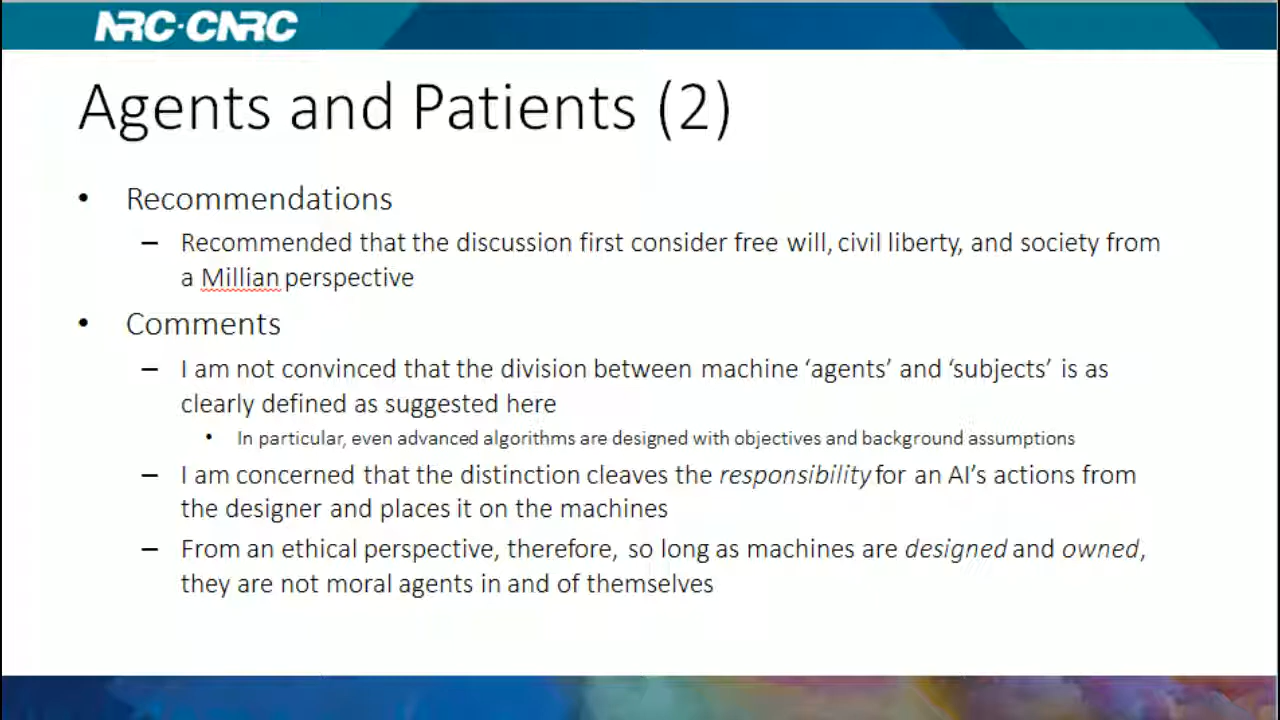 NRC·CNRC
Agents and Patients (2)
• Recommendations
– Recommended that the discussion first consider free will, civil liberty, and society from
a Millian perspective
• Comments
– I am not convinced that the division between machine ‘agents’ and ‘subjects’ is as
clearly defined as suggested here
• In particular, even advanced algorithms are designed with objectives and background assumptions
– I am concerned that the distinction cleaves the responsibility for an AI’s actions from
the designer and places it on the machines
– From an ethical perspective, therefore, so long as machines are designed and owned,
they are not moral agents in and of themselves